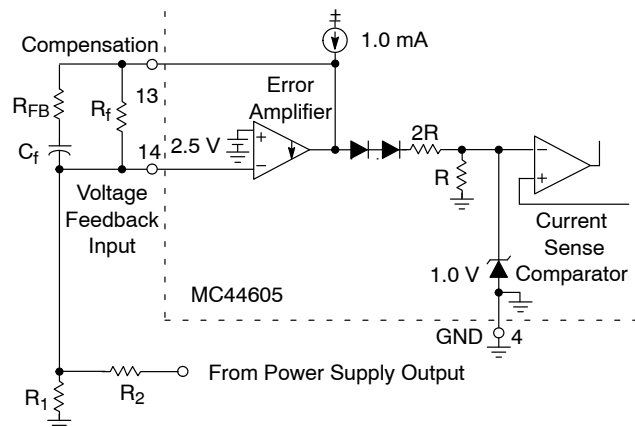 Compensation
1.0 mA
R_FB
R_f
13
Error
Amplifier
C_f
14
2.5 V
+
−
2R
R
−
+
Voltage
Feedback
Input
Current
Sense
Comparator
1.0 V
MC44605
GND
4
R_1
R_2
From Power Supply Output